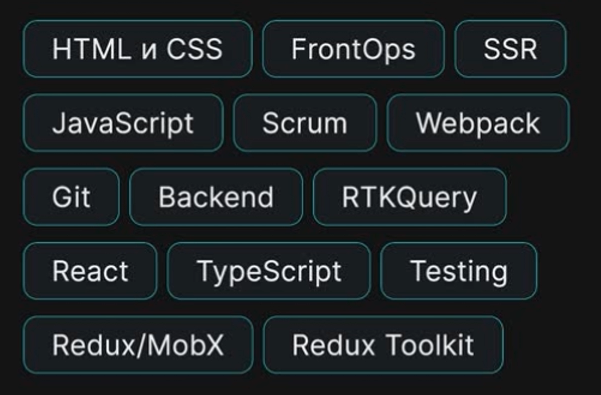 HTML и CSS FrontOps SSR
JavaScript Scrum Webpack
Git Backend RTKQuery
React TypeScript Testing
Redux/MobX Redux Toolkit